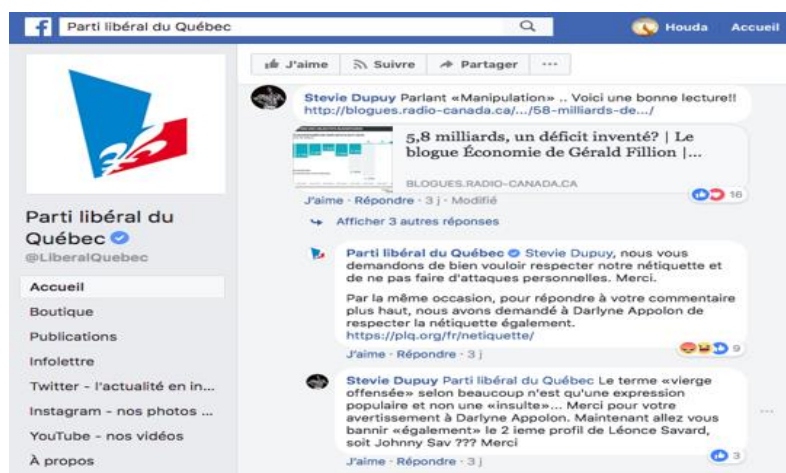 Parti libéral du Québec
Houda Accueil
J'aime Suivre Partager ...
Stevie Dupuy Parlant «Manipulation» .. Voici une bonne lecture!!
http://blogues.radio-canada.ca/.../58-milliards-de.../
5,8 milliards, un déficit inventé? | Le
blogue Économie de Gérald Fillion |...
BLOGUES.RADIO-CANADA.CA
16
J'aime · Répondre · 3 j · Modifié
Afficher 3 autres réponses
Parti libéral du
Québec
@LiberalQuebec
Accueil
Boutique
Publications
Infolettre
Twitter - l'actualité en in...
Instagram - nos photos ...
YouTube - nos vidéos
À propos
Parti libéral du Québec Stevie Dupuy, nous vous
demandons de bien vouloir respecter notre nétiquette et
de ne pas faire d'attaques personnelles. Merci.
Par la même occasion, pour répondre à votre commentaire
plus haut, nous avons demandé à Darlyne Appolon de
respecter la nétiquette également.
https://plq.org/fr/netiquette/
9
J'aime · Répondre · 3 j
Stevie Dupuy Parti libéral du Québec Le terme «vierge
offensée» selon beaucoup n'est qu'une expression
populaire et non une «insulte»... Merci pour votre
avertissement à Darlyne Appolon. Maintenant allez vous
bannir «également» le 2 ieme profil de Léonce Savard,
soit Johnny Sav ??? Merci
3
J'aime · Répondre · 3 j